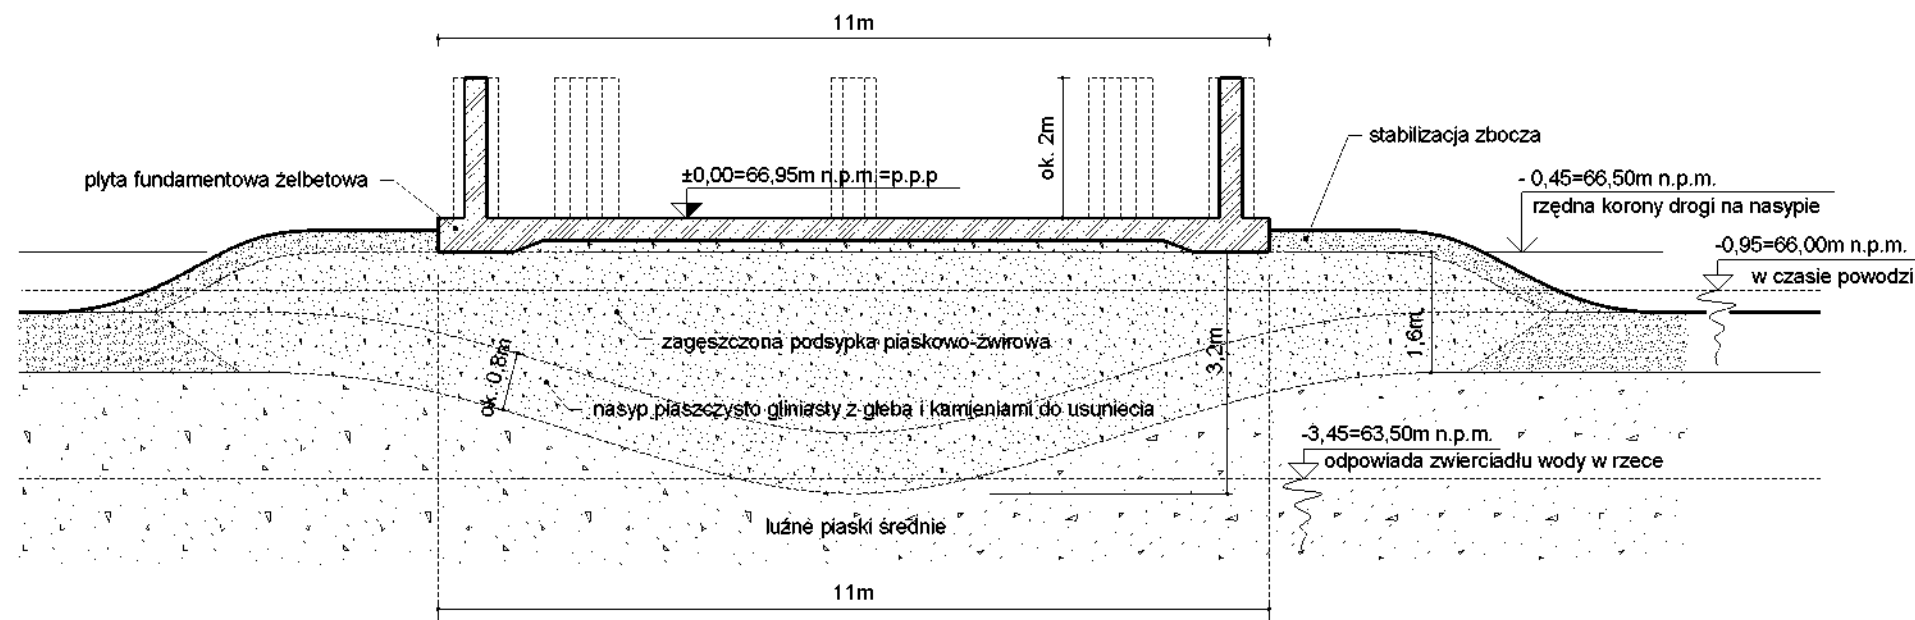 11m
ok. 2m
stabilizacja zbocza
płyta fundamentowa żelbetowa
±0,00=66,95m n.p.m.=p.p.p
- 0,45=66,50m n.p.m.
rzędna korony drogi na nasypie
-0,95=66,00m n.p.m.
w czasie powodzi
zagęszczona podsypka piaskowo-żwirowa
3,2m
1,6m
ok. 0,8m
nasyp piaszczysto gliniasty z gleba i kamieniami do usuniecia
-3,45=63,50m n.p.m.
odpowiada zwierciadłu wody w rzece
luźne piaski średnie
11m